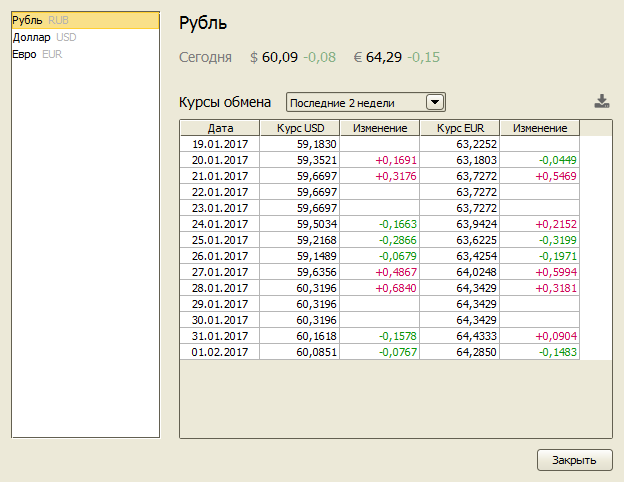 Рубль RUB
Доллар USD
Евро EUR
Рубль
Сегодня $ 60,09 -0,08 € 64,29 -0,15
Курсы обмена Последние 2 недели
Дата Курс USD Изменение Курс EUR Изменение
19.01.2017 59,1830 63,2252
20.01.2017 59,3521 +0,1691 63,1803 -0,0449
21.01.2017 59,6697 +0,3176 63,7272 +0,5469
22.01.2017 59,6697 63,7272
23.01.2017 59,6697 63,7272
24.01.2017 59,5034 -0,1663 63,9424 +0,2152
25.01.2017 59,2168 -0,2866 63,6225 -0,3199
26.01.2017 59,1489 -0,0679 63,4254 -0,1971
27.01.2017 59,6356 +0,4867 64,0248 +0,5994
28.01.2017 60,3196 +0,6840 64,3429 +0,3181
29.01.2017 60,3196 64,3429
30.01.2017 60,3196 64,3429
31.01.2017 60,1618 -0,1578 64,4333 +0,0904
01.02.2017 60,0851 -0,0767 64,2850 -0,1483
Закрыть